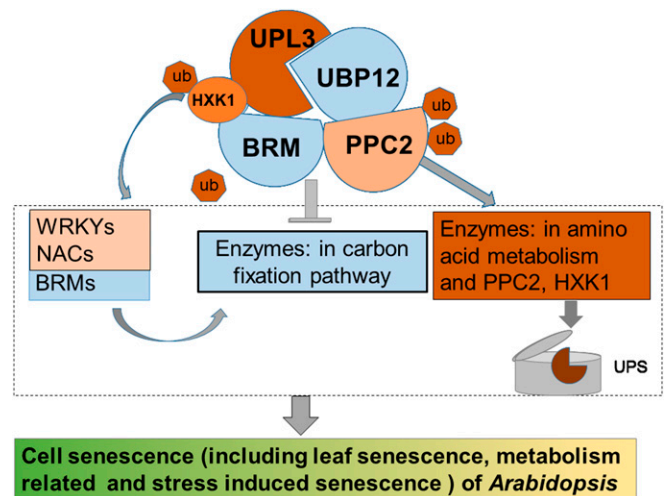 UPL3
UBP12
ub
HXK1
ub
BRM
PPC2
ub
ub
WRKYs
NACs
BRMs
Enzymes: in carbon
fixation pathway
Enzymes: in amino
acid metabolism
and PPC2, HXK1
UPS
Cell senescence (including leaf senescence, metabolism
related and stress induced senescence ) of Arabidopsis